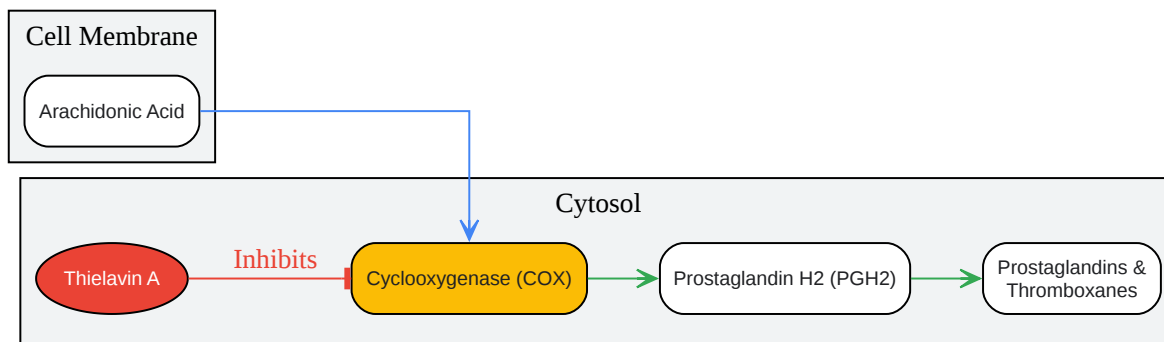 Cell Membrane
Arachidonic Acid
Cytosol
Thielavin A
Inhibits
Cyclooxygenase (COX)
Prostaglandin H2 (PGH2)
Prostaglandins &
Thromboxanes